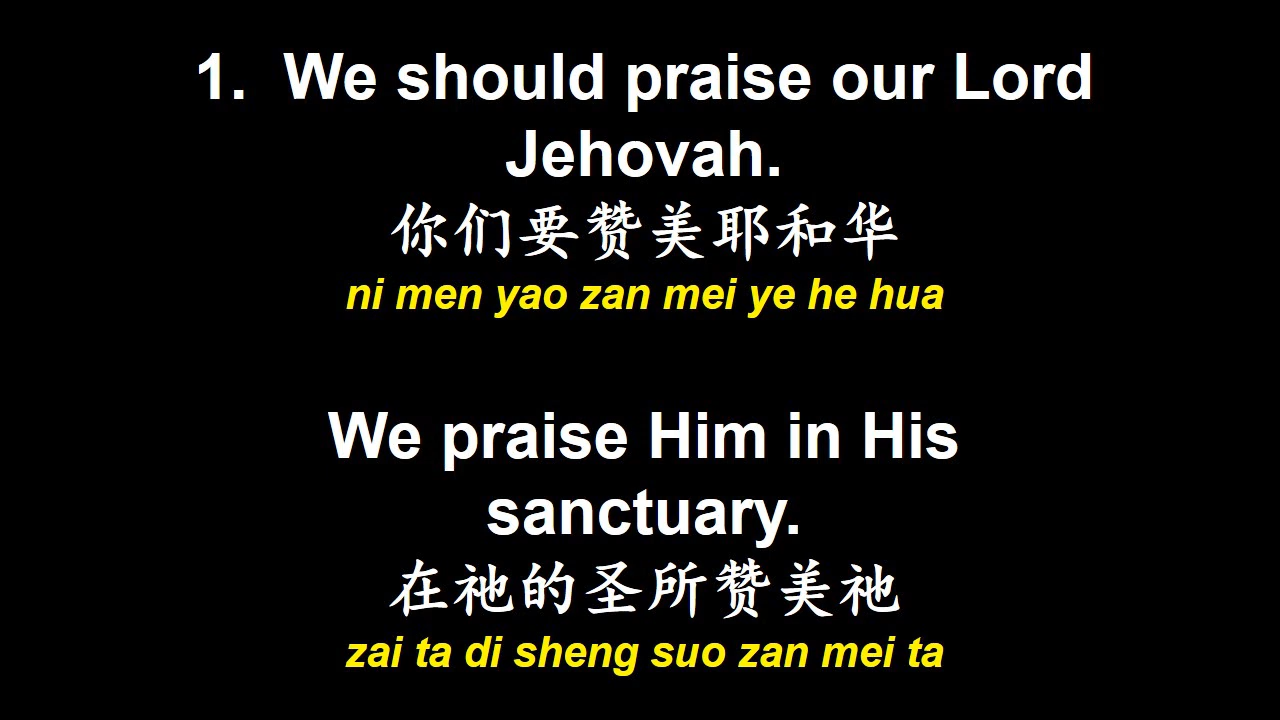 1.  We should praise our Lord
Jehovah.
你们要赞美耶和华
ni men yao zan mei ye he hua
We praise Him in His
sanctuary.
在祂的圣所赞美祂
zai ta di sheng suo zan mei ta